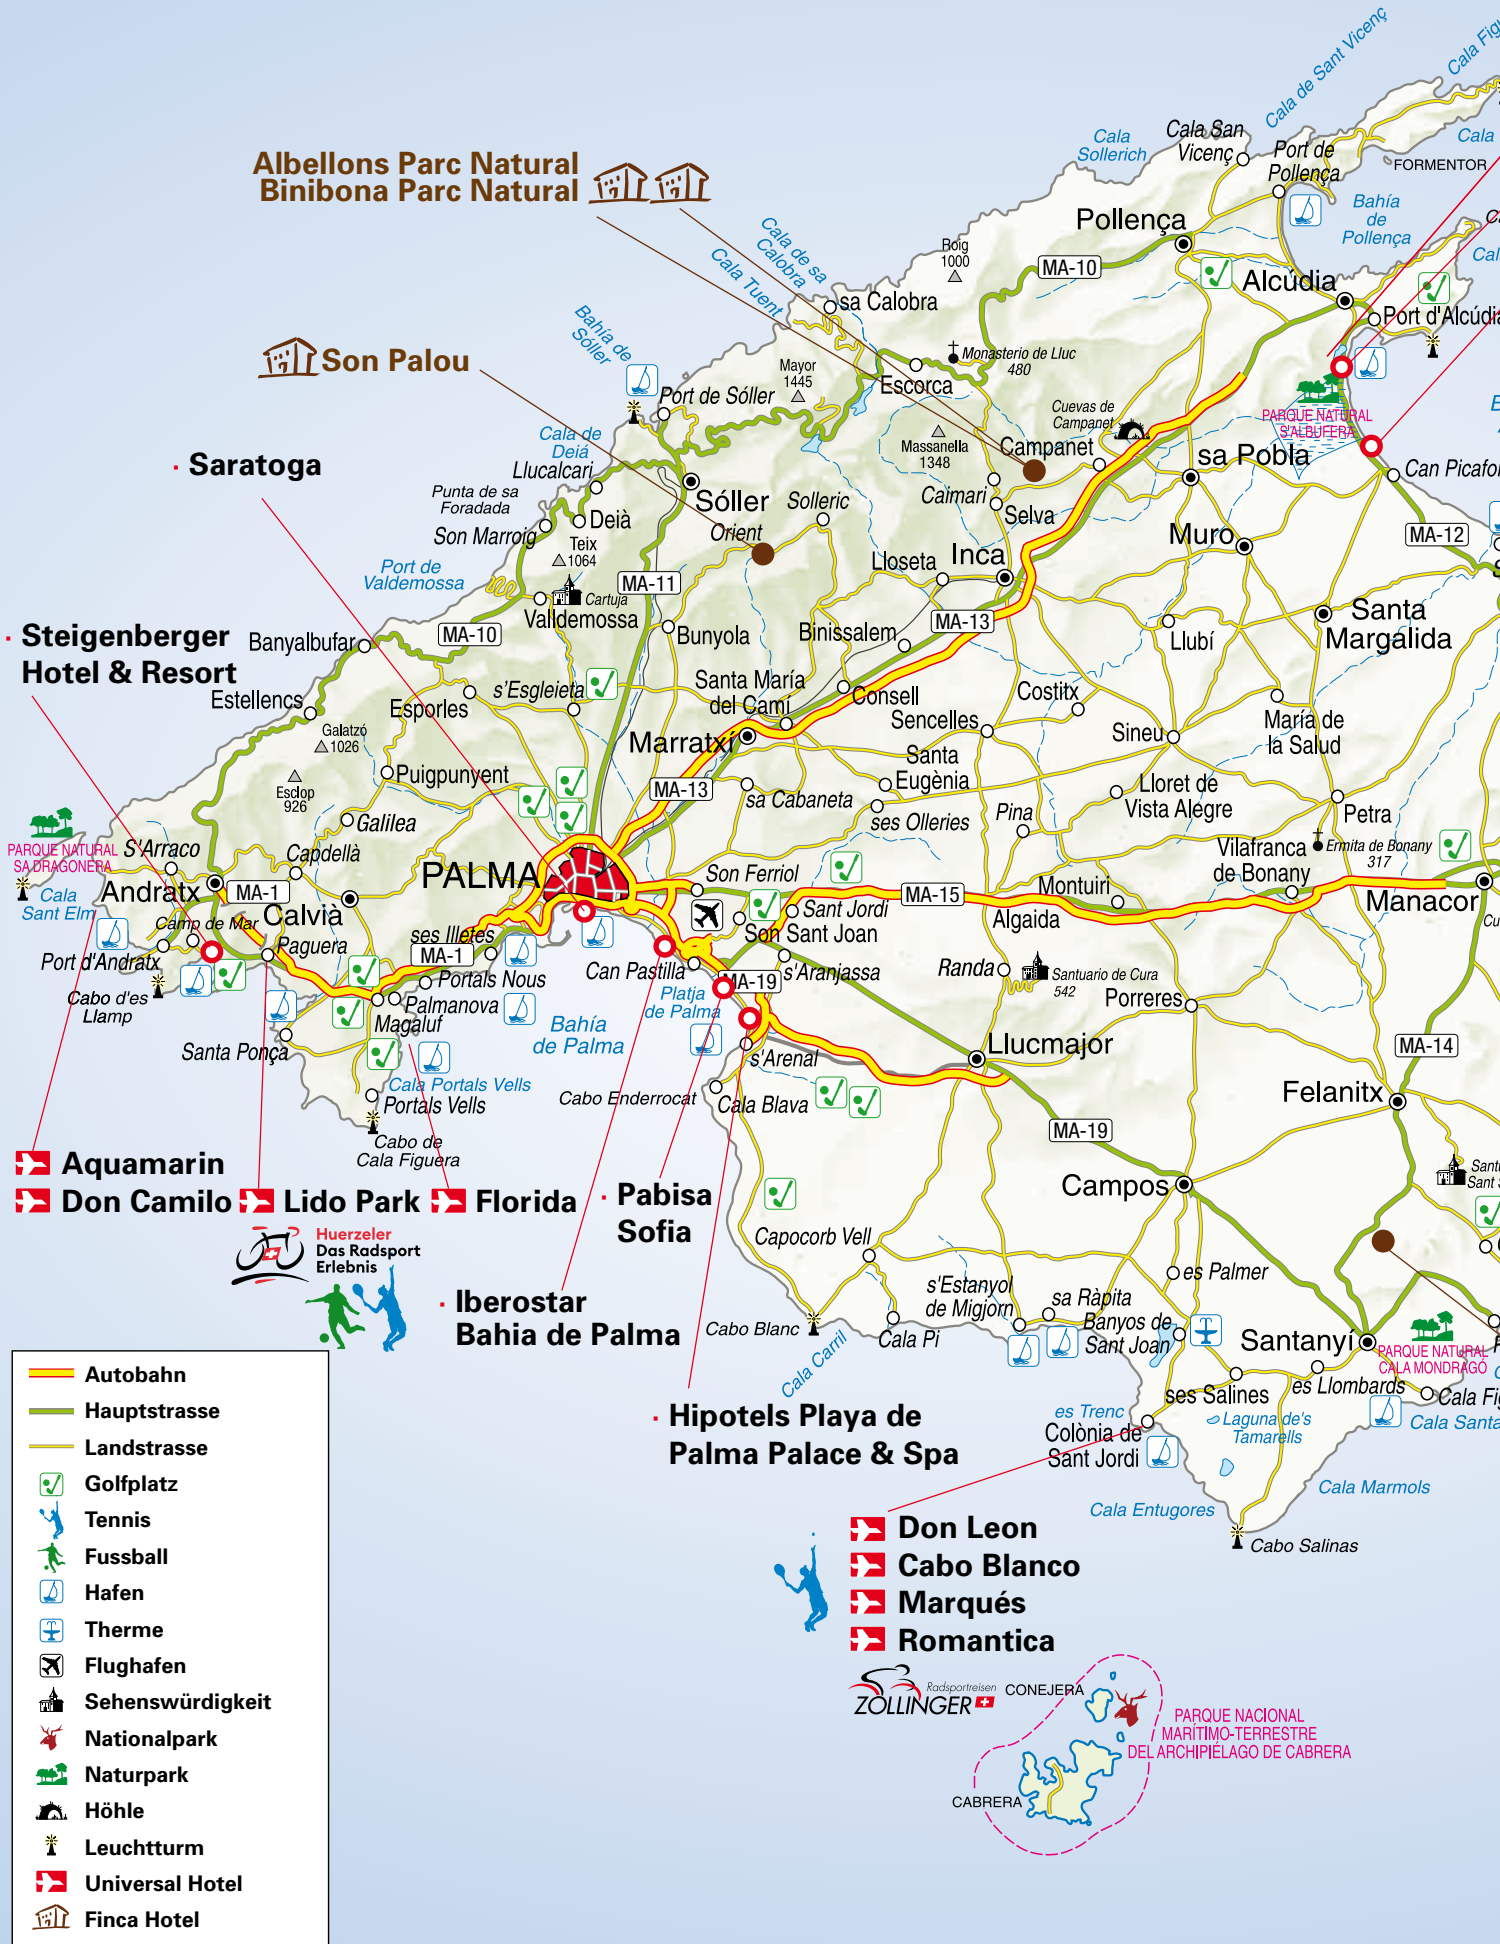 Cala de Sant Vicenç
Cala San
Vicenç
Cala
Sollerich
Port de
Pollença
Cala
FORMENTOR
Albellons Parc Natural
Binibona Parc Natural
Bahía
de
Pollença
Pollença
Cala de sa
Calobra
Cala Tuent
Roig
1000
MA-10
Alcúdia
sa Calobra
Port d'Alcúdia
Bahía de
Sóller
Son Palou
Monasterio de Lluc
480
Escorca
Mayor
1445
Port de Sóller
Cuevas de
Campanet
PARQUE NATURAL
S'ALBUFERA
Massanella
1348
Campanet
Cala de
Deiá
Llucalcari
Saratoga
sa Pobla
Can Picafor
Punta de sa
Foradada
Sóller
Solleric
Caimari
Selva
Son Marroig
Deià
Orient
Teix
1064
Muro
MA-12
Port de
Valdemossa
Lloseta
Inca
MA-11
Cartuja
Valldemossa
Santa
Margalida
Steigenberger
Hotel & Resort
Banyalbufar
MA-10
Bunyola
Binissalem
MA-13
Llubí
Estellencs
Esporles
s'Esgleieta
Santa María
del Camí
Consell
Costitx
Sencelles
Galatzó
1026
Marratxí
Sineu
María de
la Salud
Santa
Eugènia
Puigpunyent
Esclop
926
MA-13
sa Cabaneta
ses Olleries
Lloret de
Vista Alegre
Pina
Petra
Galilea
PARQUE NATURAL
SA DRAGONERA
S'Arraco
Capdellà
Vilafranca
de Bonany
Ermita de Bonany
317
PALMA
Son Ferriol
Andratx
MA-1
Cala
Sant Elm
Calvià
MA-15
Montuiri
Manacor
Camp de Mar
Sant Jordi
Son Sant Joan
Algaida
Port d'Andratx
Paguera
ses Illetes
MA-1
Can Pastilla
s'Aranjassa
Randa
Santuario de Cura
542
Portals Nous
MA-19
Cabo d'es
Llamp
Palmanova
Platja
de Palma
Porreres
Magaluf
Bahía
de Palma
Santa Ponça
s'Arenal
Llucmajor
MA-14
Cala Portals Vells
Portals Vells
Cabo Enderrocat
Cala Blava
Felanitx
Cabo de
Cala Figuera
MA-19
Aquamarin
Don Camilo
Lido Park
Florida
Pabisa
Sofia
Campos
Huerzeler
Das Radsport
Erlebnis
Capocorb Vell
es Palmer
s'Estanyol
de Migjorn
sa Ràpita
Banyos de
Sant Joan
Iberostar
Bahia de Palma
Cabo Blanc
Cala Pi
Cala Carril
Santanyí
PARQUE NATURAL
CALA MONDRAGÓ
ses Salines
es Llombards
Hipotels Playa de
Palma Palace & Spa
es Trenc
Colònia de
Sant Jordi
Laguna de's
Tamarells
Cala Marmols
Cala Entugores
Cabo Salinas
Don Leon
Cabo Blanco
Marqués
Romantica
Radsportreisen
ZOLLINGER
CONEJERA
PARQUE NACIONAL
MARÍTIMO-TERRESTRE
DEL ARCHIPIÉLAGO DE CABRERA
CABRERA
Autobahn
Hauptstrasse
Landstrasse
Golfplatz
Tennis
Fussball
Hafen
Therme
Flughafen
Sehenswürdigkeit
Nationalpark
Naturpark
Höhle
Leuchtturm
Universal Hotel
Finca Hotel